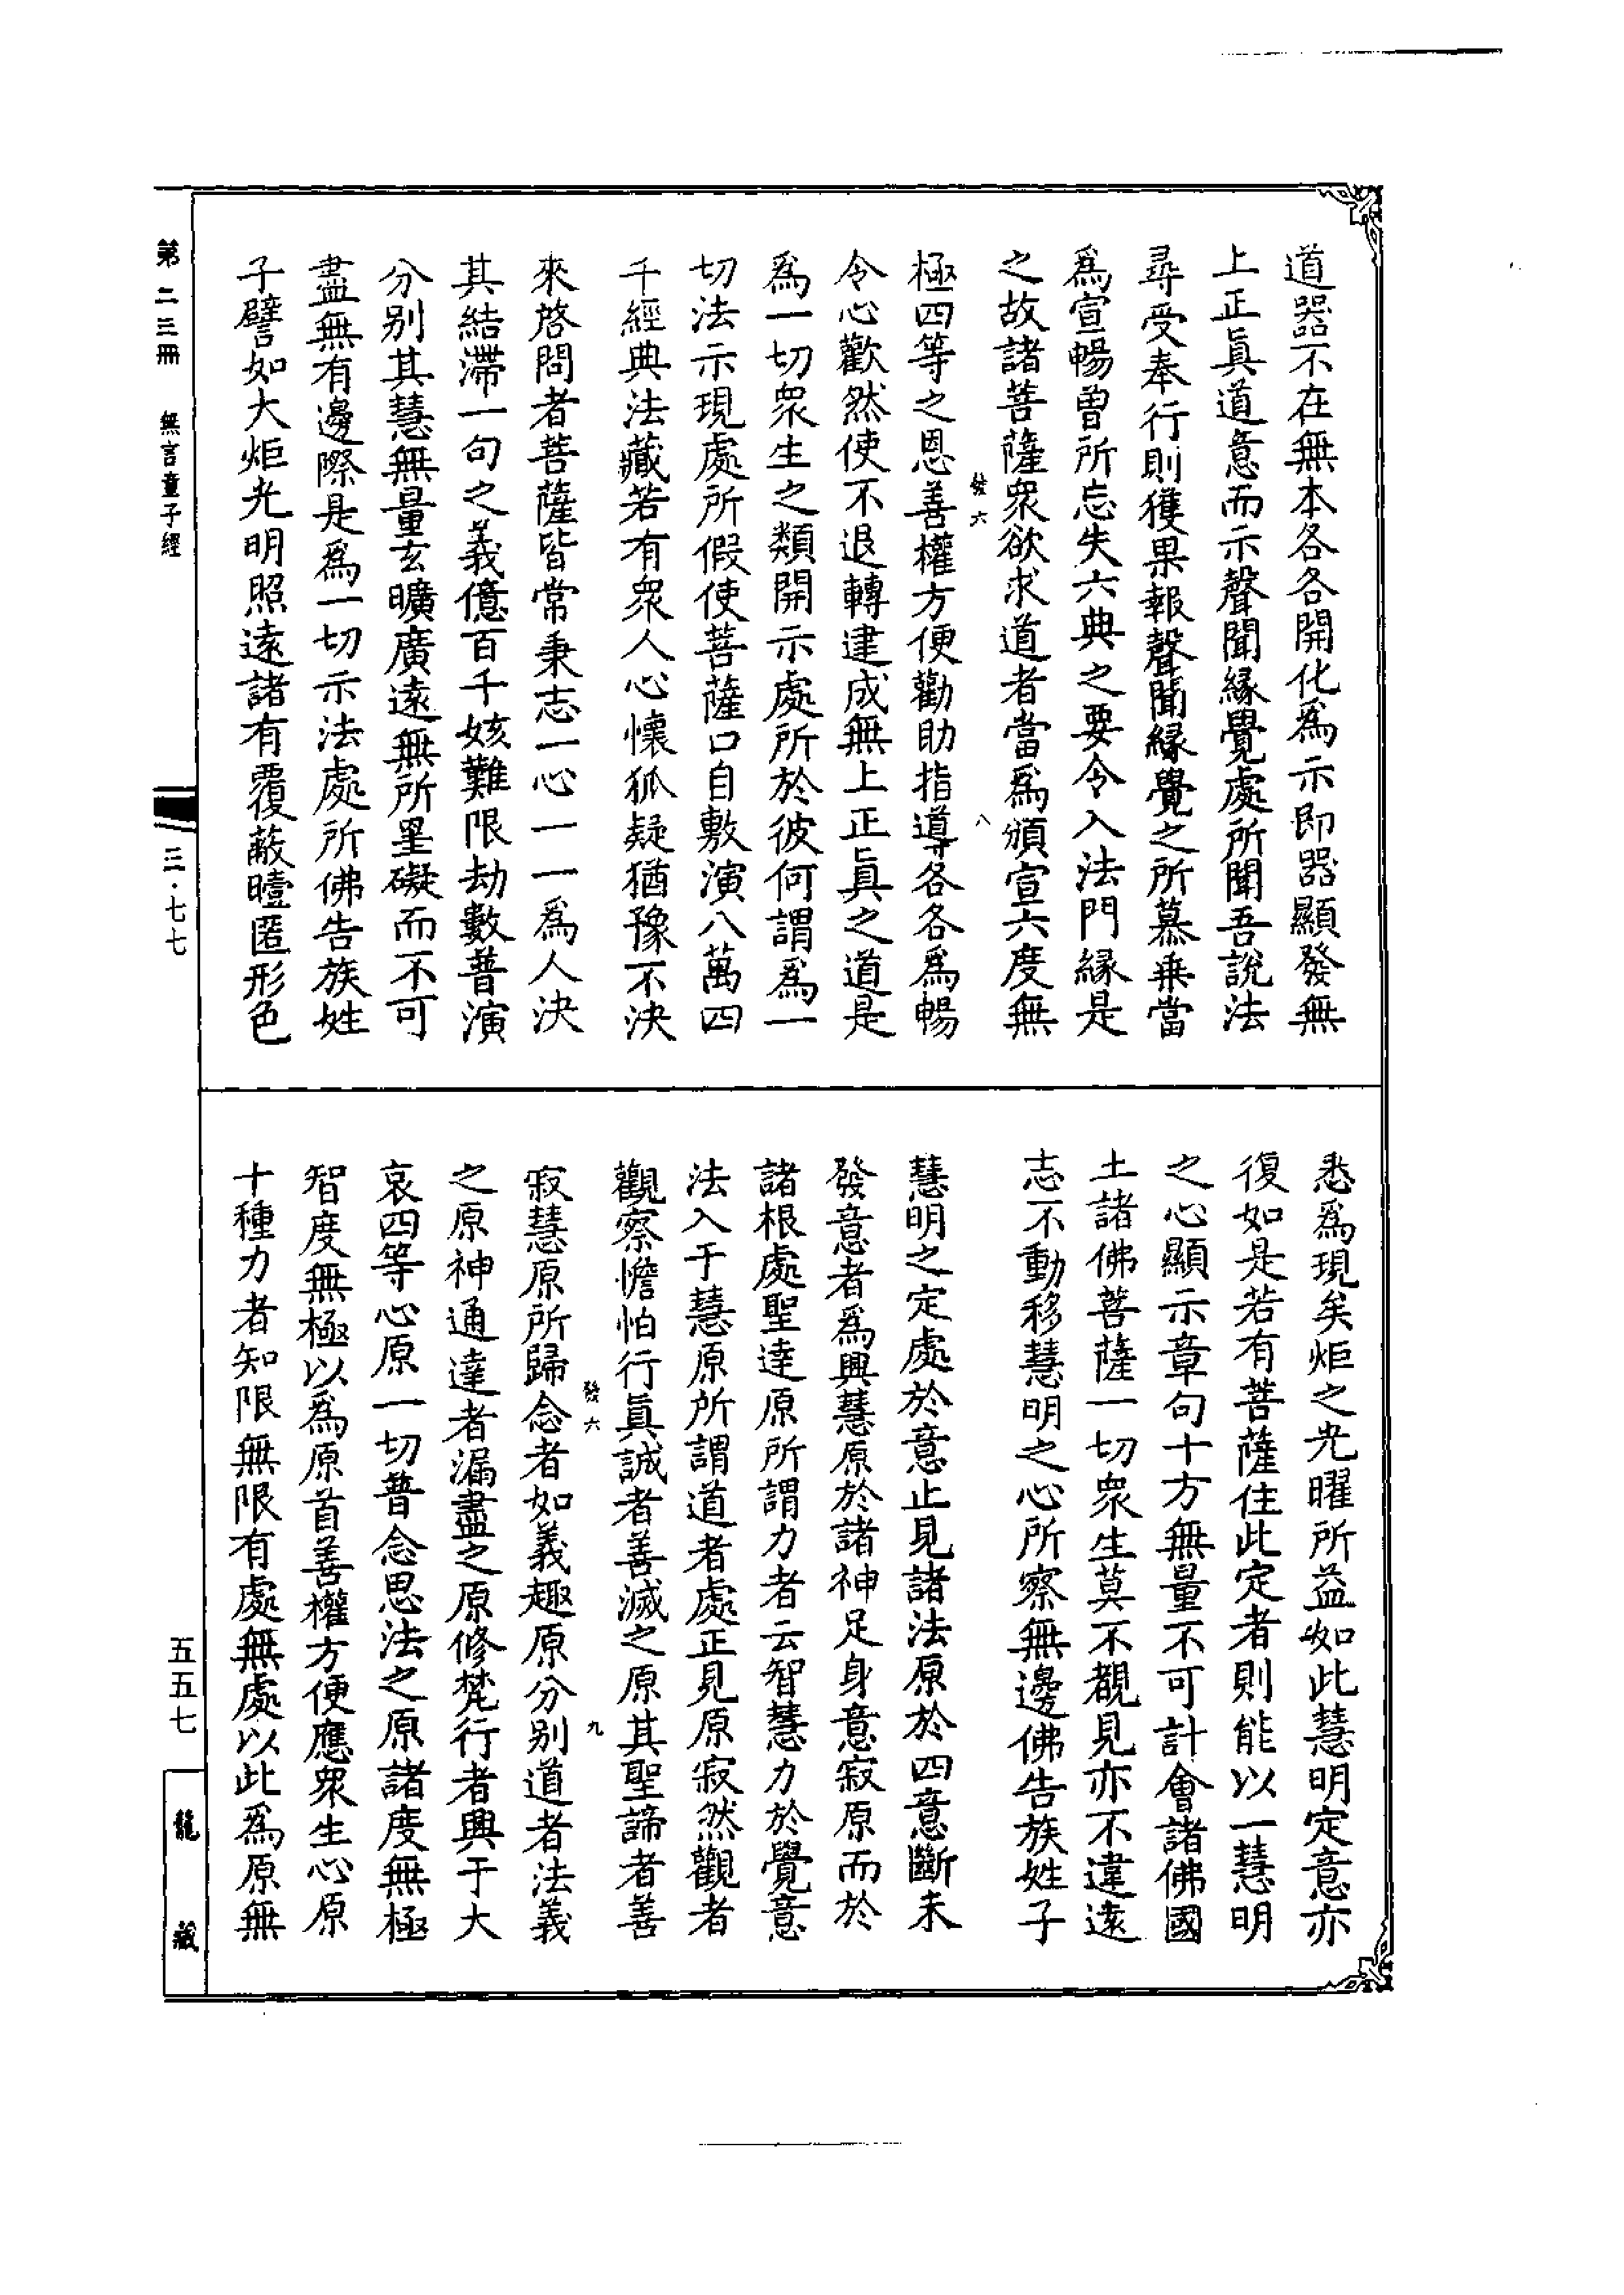 道器不在無本各各開化為示即器顯發無
上正真道意而示聲聞緣覺處所聞吾說法
尋受奉行則獲果報聲聞緣覺之所慕乗當
為宣暢曽所忘失六典之要令入法門緣是
之故諸菩薩衆欲求道者當為頒宣六度無
發六
八
極四等之恩善權方便勸助指導各各為暢
令心歡然使不退轉建成無上正真之道是
為一切衆生之類開示處所於彼何謂為一
切法示現處所假使菩薩口自敷演八萬四
千經典法藏若有衆人心懷狐疑猶豫不決
來啓問者菩薩皆常秉志一心一一為人決
其結滯一句之義億百千姟難限劫數普演
分別其慧無量玄曠廣遠無所罣礙而不可
盡無有邊際是為一切示法處所佛告族姓
子譬如大炬光明照遠諸有覆蔽曀匿形色
悉為現矣炬之光曜所益如此慧明定意亦
復如是若有菩薩住此定者則能以一慧明
之心顯示章句十方無量不可計會諸佛國
土諸佛菩薩一切衆生莫不覩見亦不違遠
志不動移慧明之心所察無邊佛告族姓子
慧明之定處於意止見諸法原於四意斷未
發意者為興慧原於諸神足身意寂原而於
諸根處聖達原所謂力者云智慧力於覺意
法入于慧原所謂道者處正見原寂然觀者
觀察憺怕行真誠者善滅之原其聖諦者善
發六
九
寂慧原所歸念者如義趣原分別道者法義
之原神通達者漏盡之原修梵行者興于大
哀四等心原一切普念思法之原諸度無極
智度無極以為原首善權方便應衆生心原
十種力者知限無限有處無處以此為原無
第二三冊
無言童子經
三·七七
五五七
龍藏